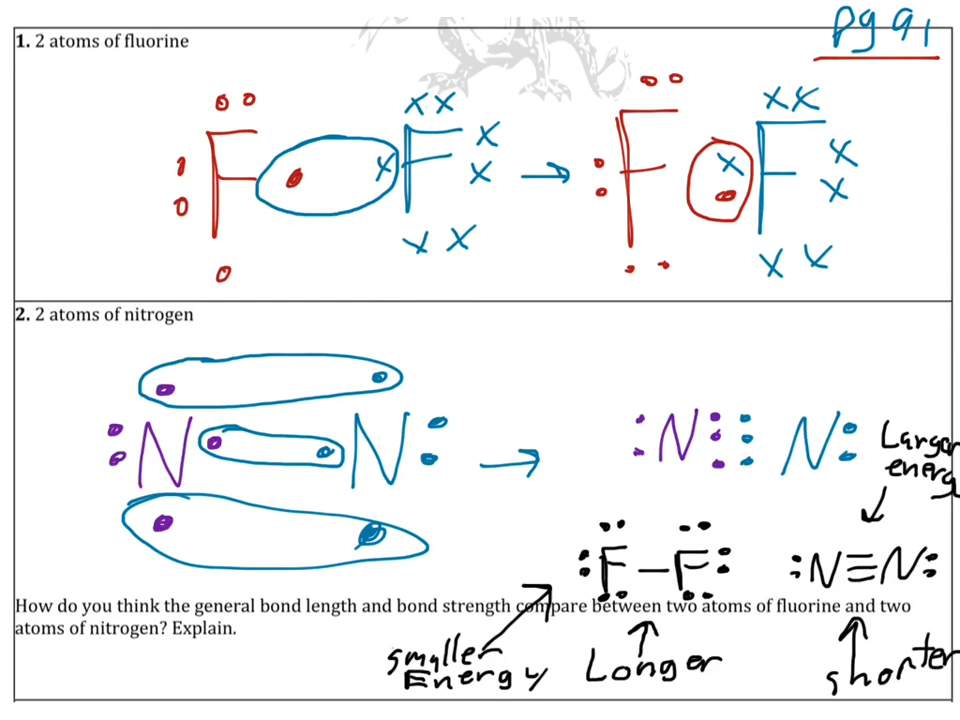 pg 91
1. 2 atoms of fluorine
F F → F F
2. 2 atoms of nitrogen
N N → N N
Larger
energy
F–F
:N≡N:
How do you think the general bond length and bond strength compare between two atoms of fluorine and two
atoms of nitrogen? Explain.
smaller
Energy
Longer
shorter